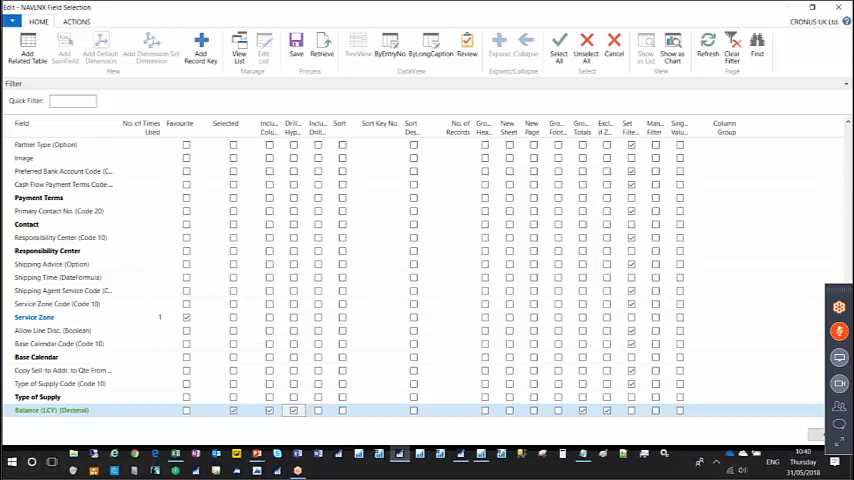 Edit - NAVLNX Field Selection
HOME ACTIONS CRONUS UK Ltd.
Add Related Table
Add SumField
Add Default Dimension
Add Dimension Set Dimension
Add Record Key
View List
Edit List
Save
Retrieve
TreeView
ByEntryNo
ByLongCaption
Review
Expand
Collapse
Select All
Unselect All
Cancel
Show as List
Show as Chart
Refresh
Clear Filter
Find
New Manage Process DataView Expand/Collapse Select View Page
Filter
Quick Filter:
Field No. of Times Used Favourite Selected Inclu... Colu... Drill... Hyp... Inclu... Drill... Sort Sort Key No. Sort Des... No. of Records Gro... Hea... New Sheet New Page Gro... Foot... Gro... Totals Excl... if Z... Set Filte... Man... Filter Sing... Valu... Column Group
Partner Type (Option)
Image
Preferred Bank Account Code (C...
Cash Flow Payment Terms Code ...
Payment Terms
Primary Contact No. (Code 20)
Contact
Responsibility Center (Code 10)
Responsibility Center
Shipping Advice (Option)
Shipping Time (DateFormula)
Shipping Agent Service Code (C...
Service Zone Code (Code 10)
Service Zone 1
Allow Line Disc. (Boolean)
Base Calendar Code (Code 10)
Base Calendar
Copy Sell-to Addr. to Qte From ...
Type of Supply Code (Code 10)
Type of Supply
Balance (LCY) (Decimal)
10:40
ENG Thursday
31/05/2018